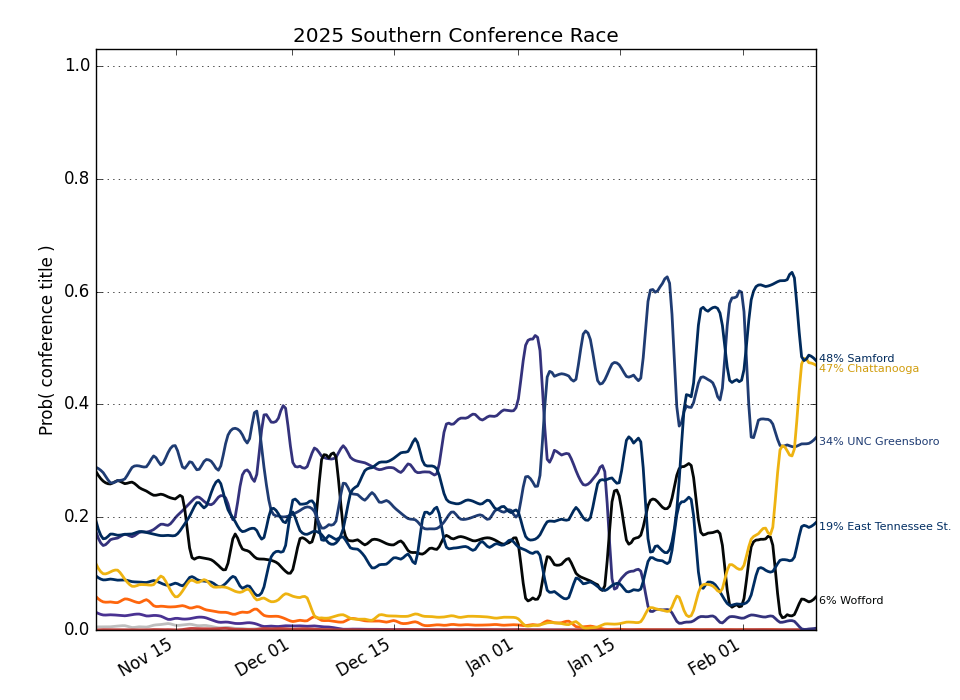 2025 Southern Conference Race
Prob( conference title )
1.0
0.8
0.6
0.4
0.2
0.0
Nov 15
Dec 01
Dec 15
Jan 01
Jan 15
Feb 01
48% Samford
47% Chattanooga
34% UNC Greensboro
19% East Tennessee St.
6% Wofford